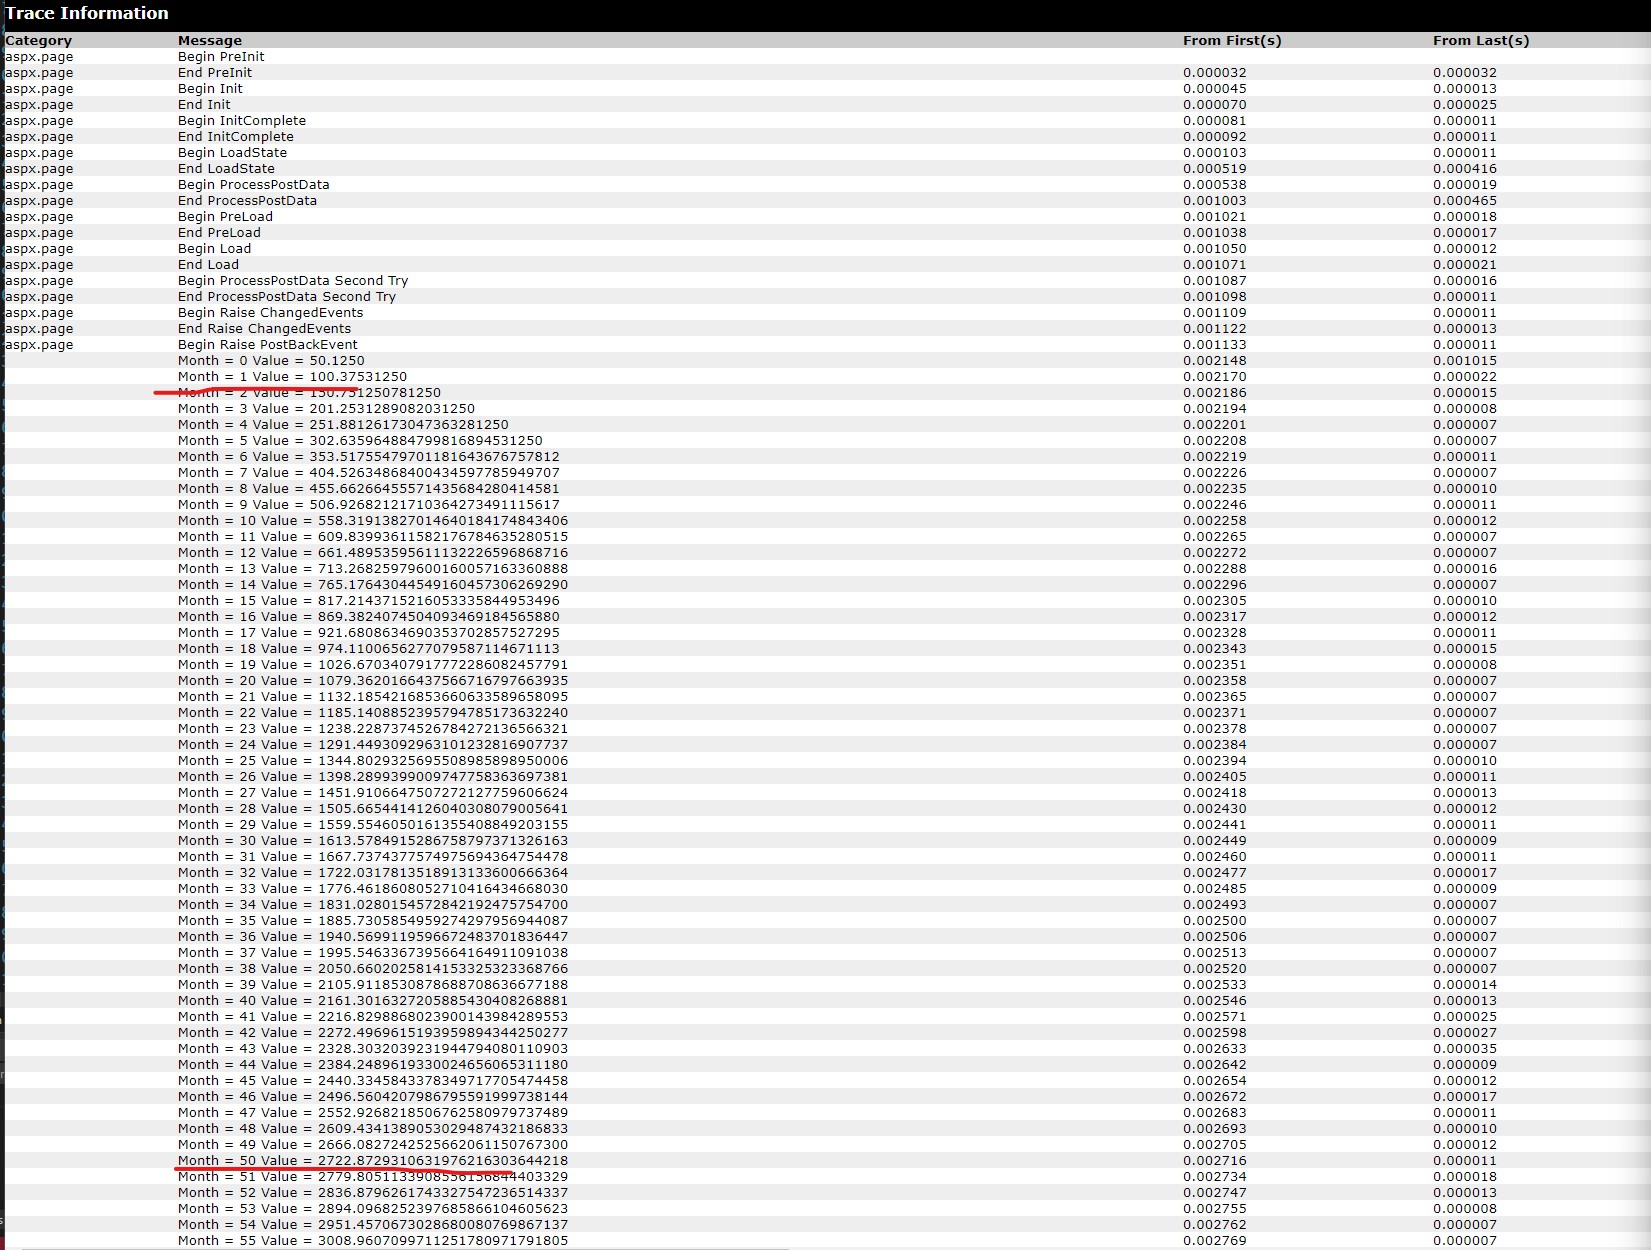 Trace Information
Category Message From First(s) From Last(s)
aspx.page Begin PreInit
aspx.page End PreInit 0.000032 0.000032
aspx.page Begin Init 0.000045 0.000013
aspx.page End Init 0.000070 0.000025
aspx.page Begin InitComplete 0.000081 0.000011
aspx.page End InitComplete 0.000092 0.000011
aspx.page Begin LoadState 0.000103 0.000011
aspx.page End LoadState 0.000519 0.000416
aspx.page Begin ProcessPostData 0.000538 0.000019
aspx.page End ProcessPostData 0.001003 0.000465
aspx.page Begin PreLoad 0.001021 0.000018
aspx.page End PreLoad 0.001038 0.000017
aspx.page Begin Load 0.001050 0.000012
aspx.page End Load 0.001071 0.000021
aspx.page Begin ProcessPostData Second Try 0.001087 0.000016
aspx.page End ProcessPostData Second Try 0.001098 0.000011
aspx.page Begin Raise ChangedEvents 0.001109 0.000011
aspx.page End Raise ChangedEvents 0.001122 0.000013
aspx.page Begin Raise PostBackEvent 0.001133 0.000011
Month = 0 Value = 50.1250 0.002148 0.001015
Month = 1 Value = 100.37531250 0.002170 0.000022
Month = 2 Value = 150.751250781250 0.002186 0.000015
Month = 3 Value = 201.2531289082031250 0.002194 0.000008
Month = 4 Value = 251.88126173047363281250 0.002201 0.000007
Month = 5 Value = 302.635964884799816894531250 0.002208 0.000007
Month = 6 Value = 353.51755479701181643676757812 0.002219 0.000011
Month = 7 Value = 404.52634868400434597785949707 0.002226 0.000007
Month = 8 Value = 455.66266455571435684280414581 0.002235 0.000010
Month = 9 Value = 506.92682121710364273491115617 0.002246 0.000011
Month = 10 Value = 558.31913827014640184174843406 0.002258 0.000012
Month = 11 Value = 609.83993611582176784635280515 0.002265 0.000007
Month = 12 Value = 661.48953595611132226596868716 0.002272 0.000007
Month = 13 Value = 713.26825979600160057163360888 0.002288 0.000016
Month = 14 Value = 765.17643044549160457306269290 0.002296 0.000007
Month = 15 Value = 817.2143715216053335844953496 0.002305 0.000010
Month = 16 Value = 869.3824074504093469184565880 0.002317 0.000012
Month = 17 Value = 921.6808634690353702857527295 0.002328 0.000011
Month = 18 Value = 974.1100656277079587114671113 0.002343 0.000015
Month = 19 Value = 1026.6703407917772286082457791 0.002351 0.000008
Month = 20 Value = 1079.3620166437566716797663935 0.002358 0.000007
Month = 21 Value = 1132.1854216853660633589658095 0.002365 0.000007
Month = 22 Value = 1185.1408852395794785173632240 0.002371 0.000007
Month = 23 Value = 1238.2287374526784272136566321 0.002378 0.000007
Month = 24 Value = 1291.4493092963101232816907737 0.002384 0.000007
Month = 25 Value = 1344.8029325695508985898950006 0.002394 0.000010
Month = 26 Value = 1398.2899399009747758363697381 0.002405 0.000011
Month = 27 Value = 1451.9106647507272127759606624 0.002418 0.000013
Month = 28 Value = 1505.6654414126040308079005641 0.002430 0.000012
Month = 29 Value = 1559.5546050161355408849203155 0.002441 0.000011
Month = 30 Value = 1613.5784915286758797371326163 0.002449 0.000009
Month = 31 Value = 1667.7374377574975694364754478 0.002460 0.000011
Month = 32 Value = 1722.0317813518913133600666364 0.002477 0.000017
Month = 33 Value = 1776.4618608052710416434668030 0.002485 0.000009
Month = 34 Value = 1831.0280154572842192475754700 0.002493 0.000007
Month = 35 Value = 1885.7305854959274297956944087 0.002500 0.000007
Month = 36 Value = 1940.5699119596672483701836447 0.002506 0.000007
Month = 37 Value = 1995.5463367395664164911091038 0.002513 0.000007
Month = 38 Value = 2050.6602025814153325323368766 0.002520 0.000007
Month = 39 Value = 2105.9118530878688708636677188 0.002533 0.000014
Month = 40 Value = 2161.3016327205885430408268881 0.002546 0.000013
Month = 41 Value = 2216.8298868023900143984289553 0.002571 0.000025
Month = 42 Value = 2272.4969615193959894344250277 0.002598 0.000027
Month = 43 Value = 2328.3032039231944794080110903 0.002633 0.000035
Month = 44 Value = 2384.2489619330024656065311180 0.002642 0.000009
Month = 45 Value = 2440.3345843378349717705474458 0.002654 0.000012
Month = 46 Value = 2496.5604207986795591999738144 0.002672 0.000017
Month = 47 Value = 2552.9268218506762580979737489 0.002683 0.000011
Month = 48 Value = 2609.4341389053029487432186833 0.002693 0.000010
Month = 49 Value = 2666.0827242525662061150767300 0.002705 0.000012
Month = 50 Value = 2722.8729310631976216303644218 0.002716 0.000011
Month = 51 Value = 2779.8051133908556156844403329 0.002734 0.000018
Month = 52 Value = 2836.8796261743327547236514337 0.002747 0.000013
Month = 53 Value = 2894.0968252397685866104605623 0.002755 0.000008
Month = 54 Value = 2951.4570673028680080769867137 0.002762 0.000007
Month = 55 Value = 3008.9607099711251780971791805 0.002769 0.000007